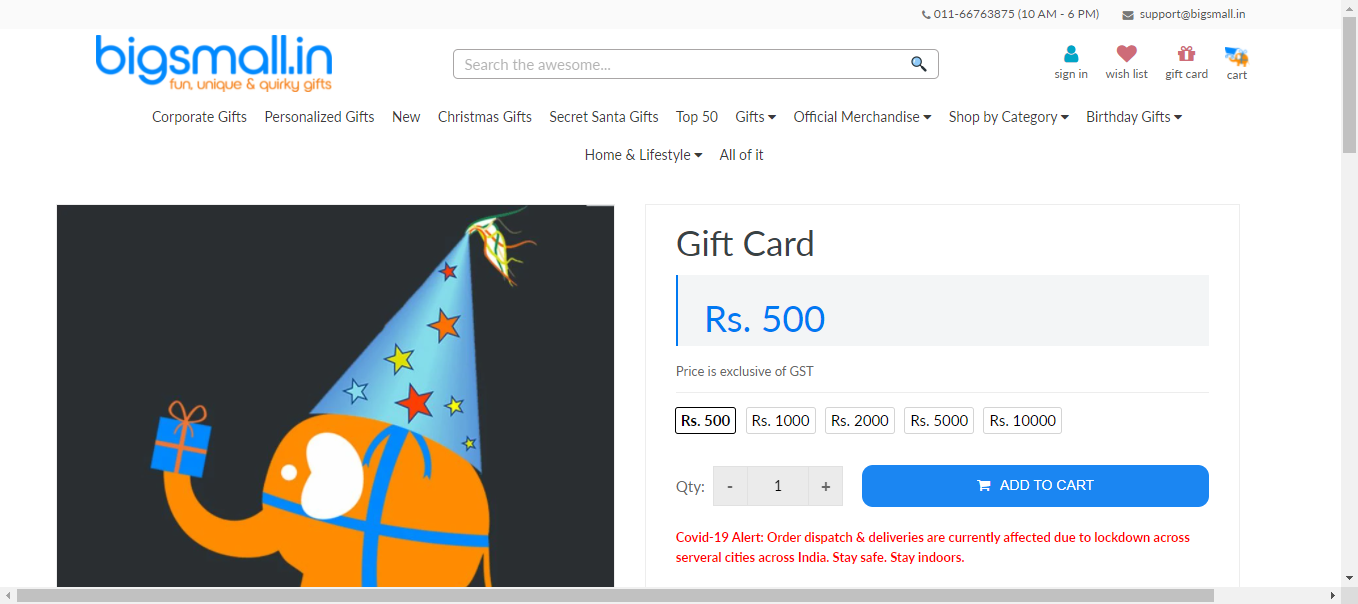 011-66763875 (10 AM - 6 PM) support@bigsmall.in
bigsmall.in
fun, unique & quirky gifts
Search the awesome...
sign in wish list gift card cart
Corporate Gifts Personalized Gifts New Christmas Gifts Secret Santa Gifts Top 50 Gifts Official Merchandise Shop by Category Birthday Gifts
Home & Lifestyle All of it
Gift Card
Rs. 500
Price is exclusive of GST
Rs. 500 Rs. 1000 Rs. 2000 Rs. 5000 Rs. 10000
Qty: - 1 + ADD TO CART
Covid-19 Alert: Order dispatch & deliveries are currently affected due to lockdown across
serveral cities across India. Stay safe. Stay indoors.